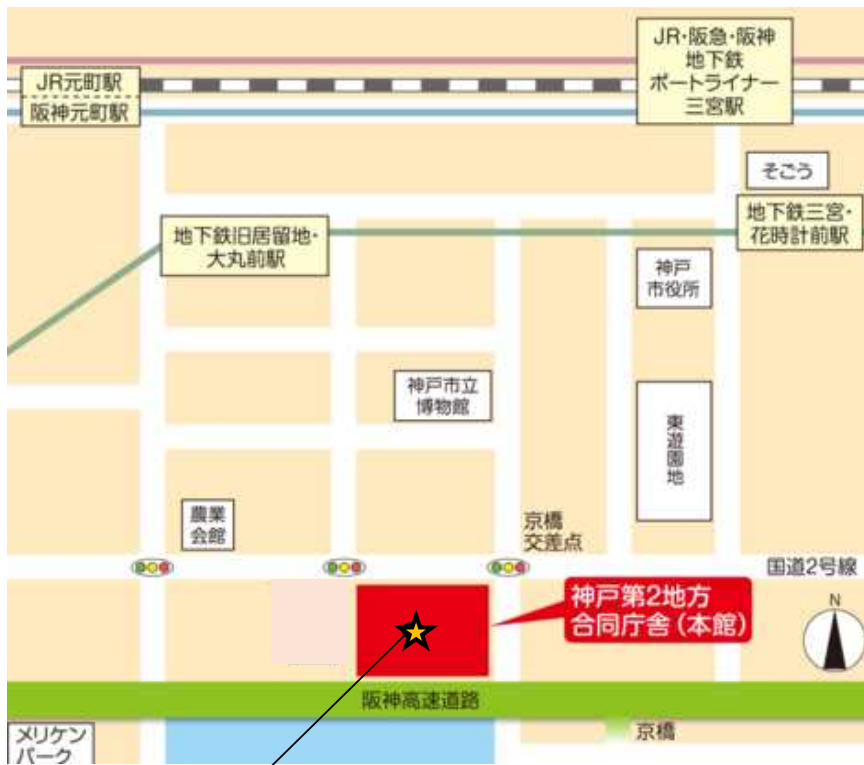 JR・阪急・阪神
地下鉄
ポートライナー
三宮駅
JR元町駅
阪神元町駅
そごう
地下鉄三宮・
花時計前駅
地下鉄旧居留地・
大丸前駅
神戸
市役所
神戸市立
博物館
東遊園地
農業
会館
京橋
交差点
国道2号線
神戸第2地方
合同庁舎(本館)
N
阪神高速道路
メリケン
パーク
京橋